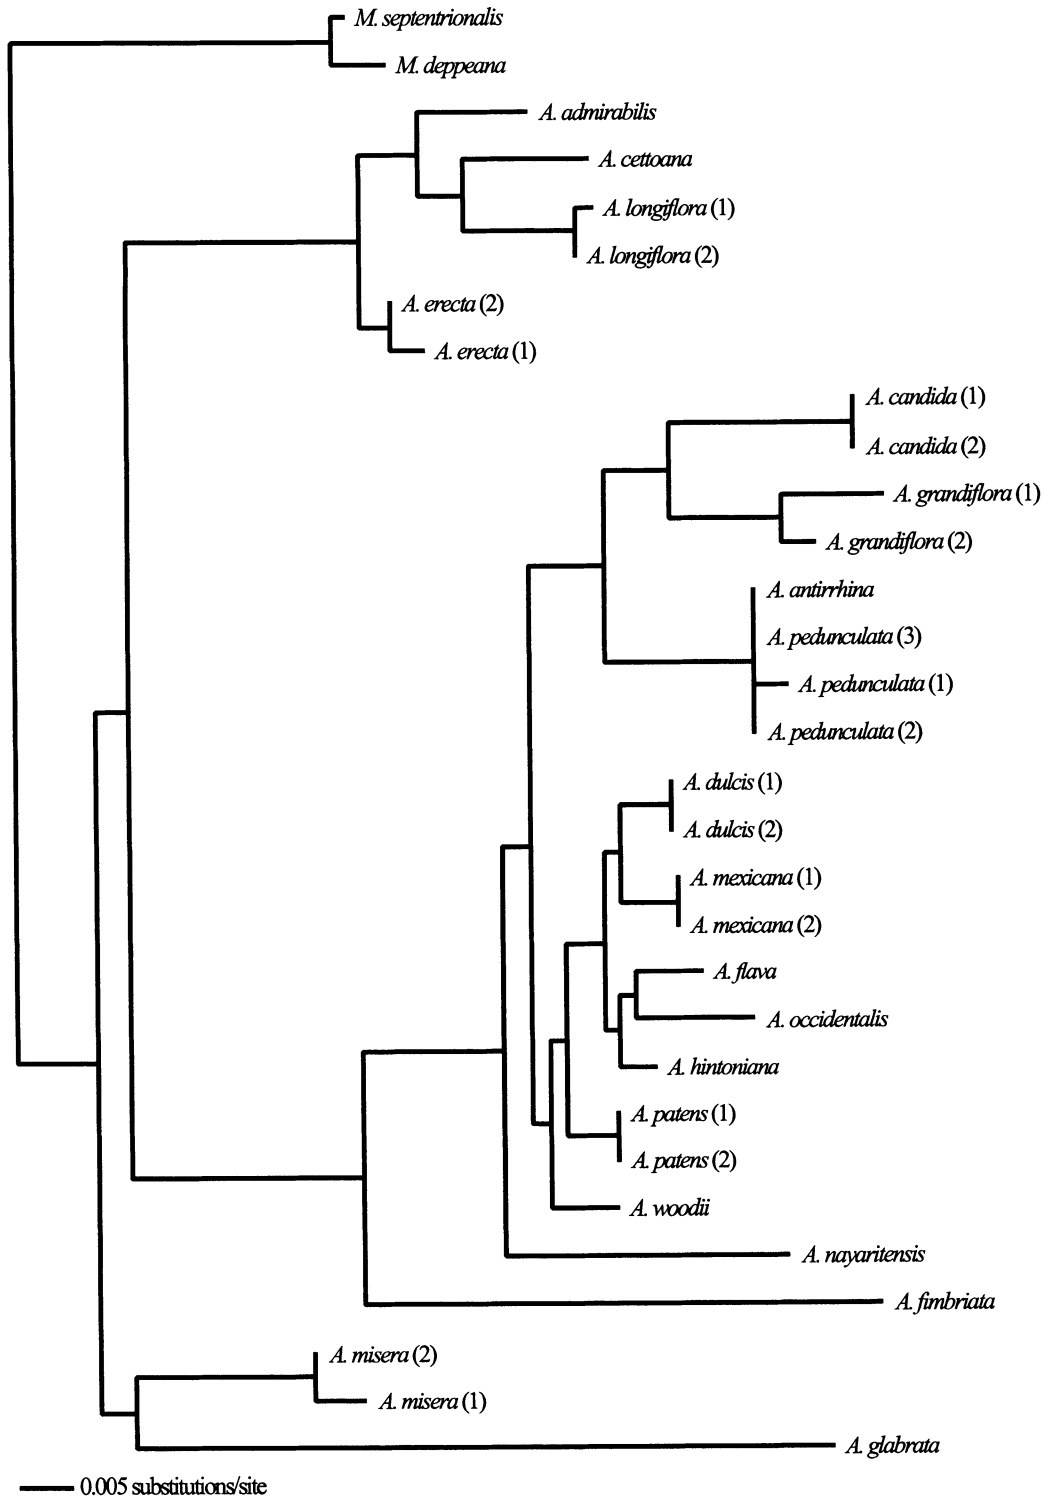 M. septentrionalis
M. deppeana
A. admirabilis
A. cettoana
A. longiflora (1)
A. longiflora (2)
A. erecta (2)
A. erecta (1)
A. candida (1)
A. candida (2)
A. grandiflora (1)
A. grandiflora (2)
A. antirrhina
A. pedunculata (3)
A. pedunculata (1)
A. pedunculata (2)
A. dulcis (1)
A. dulcis (2)
A. mexicana (1)
A. mexicana (2)
A. flava
A. occidentalis
A. hintoniana
A. patens (1)
A. patens (2)
A. woodii
A. nayaritensis
A. fimbriata
A. misera (2)
A. misera (1)
A. glabrata
0.005 substitutions/site